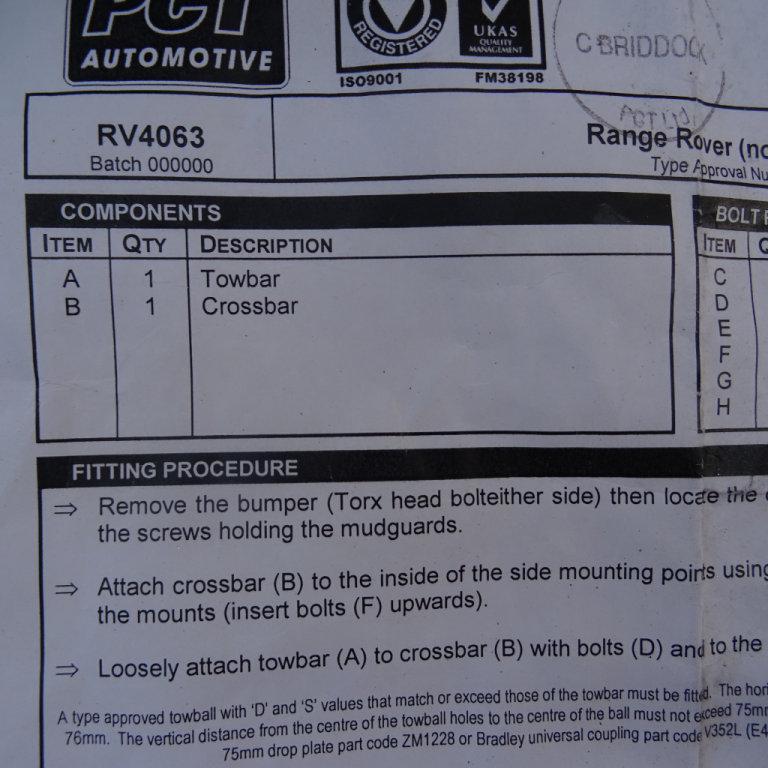 PCT
AUTOMOTIVE
REGISTERED
UKAS
QUALITY
MANAGEMENT
ISO9001
FM38198
C BRIDDOCK
RV4063
Batch 000000
Range Rover (no
Type Approval Nu
COMPONENTS
ITEM QTY DESCRIPTION
A 1 Towbar
B 1 Crossbar
BOLT
ITEM
C
D
E
F
G
H
FITTING PROCEDURE
⇒ Remove the bumper (Torx head bolteither side) then locate the
the screws holding the mudguards.
⇒ Attach crossbar (B) to the inside of the side mounting points using
the mounts (insert bolts (F) upwards).
⇒ Loosely attach towbar (A) to crossbar (B) with bolts (D) and to the
A type approved towball with 'D' and 'S' values that match or exceed those of the towbar must be fitted. The hori
76mm. The vertical distance from the centre of the towball holes to the centre of the ball must not exceed 75mm
75mm drop plate part code ZM1228 or Bradley universal coupling part code V352L (E4